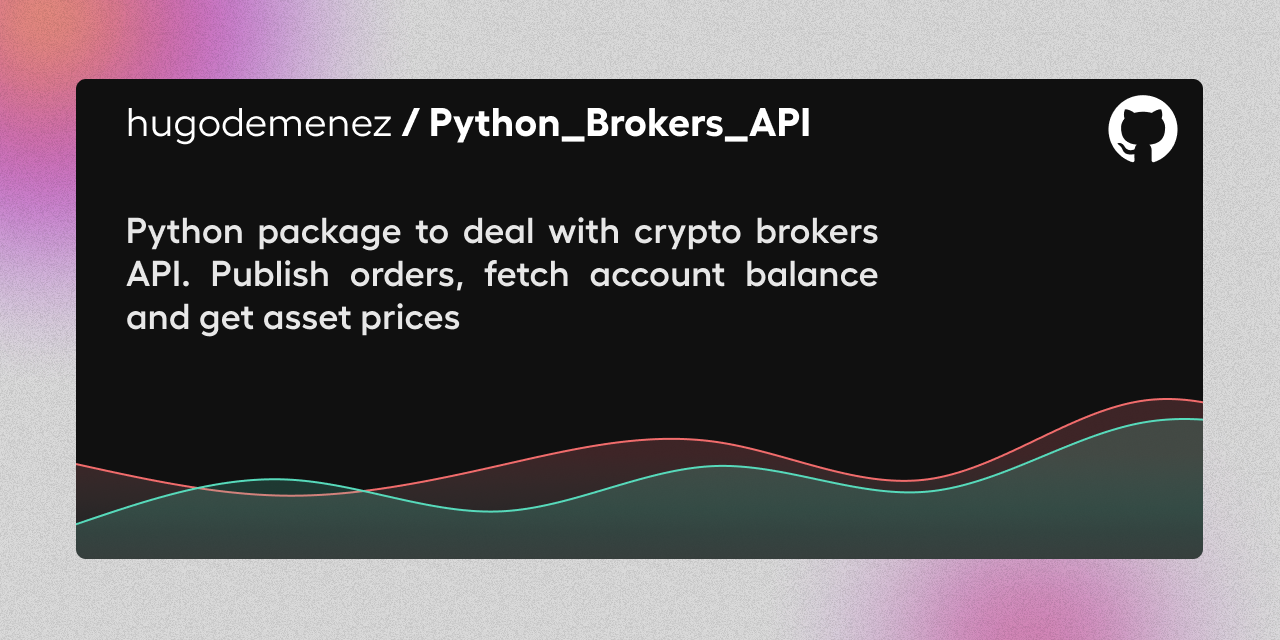 hugodemenez / Python_Brokers_API
Python package to deal with crypto brokers
API. Publish orders, fetch account balance
and get asset prices